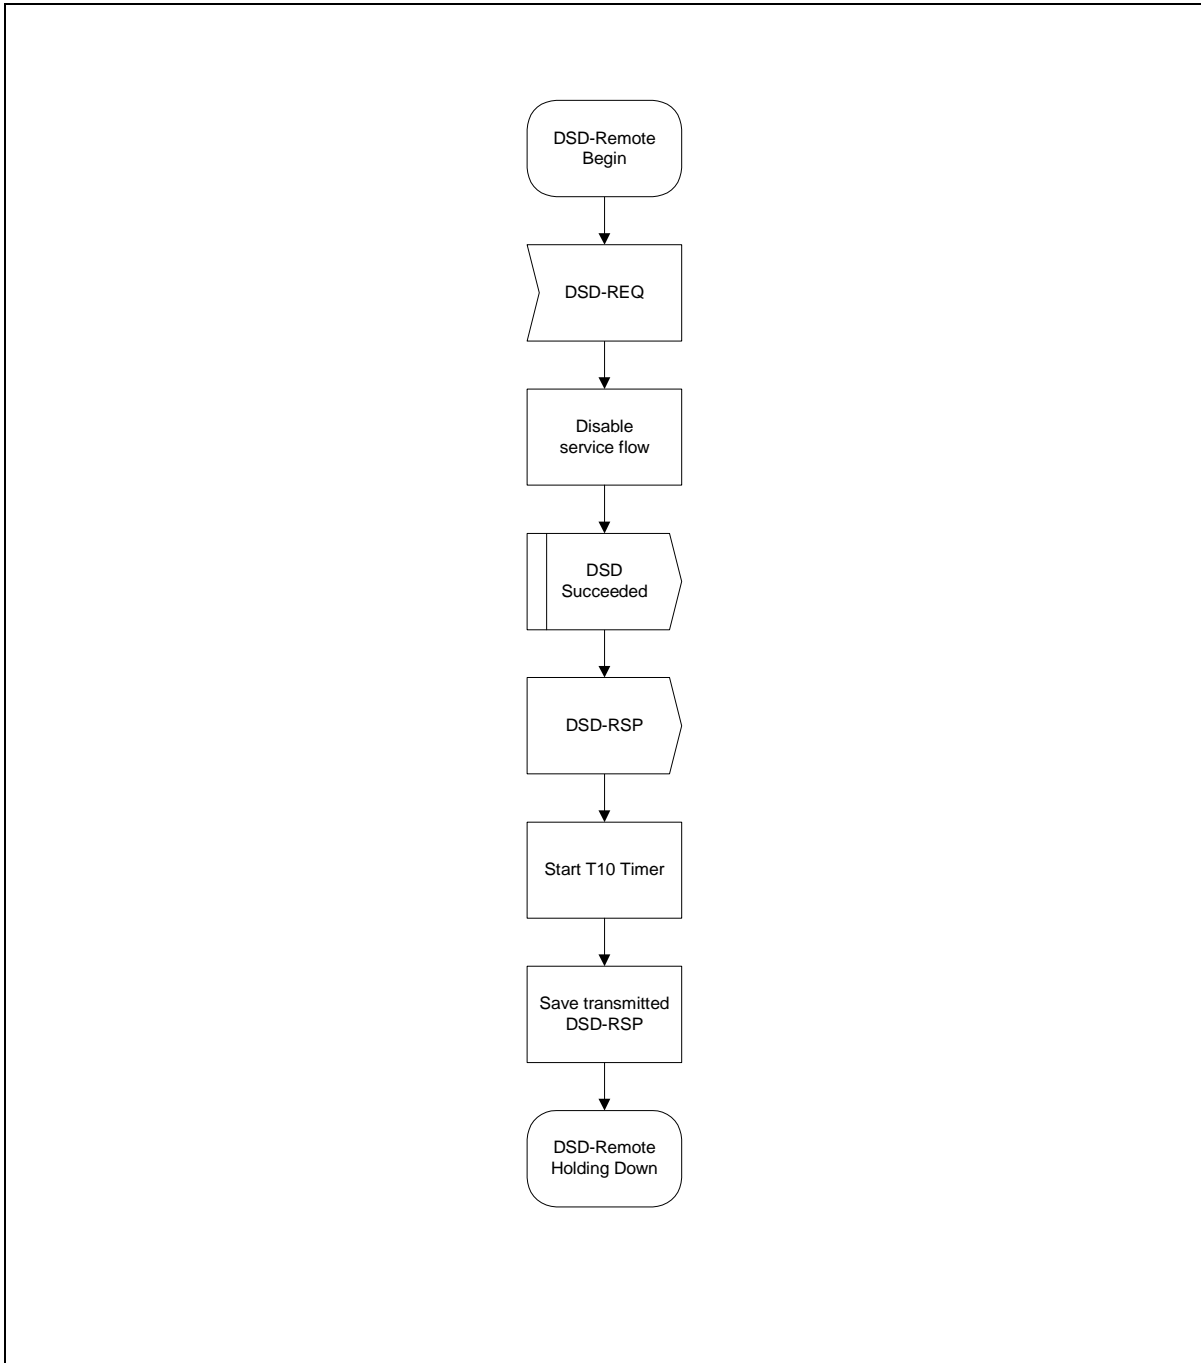 DSD-Remote
Begin
DSD-REQ
Disable
service flow
DSD
Succeeded
DSD-RSP
Start T10 Timer
Save transmitted
DSD-RSP
DSD-Remote
Holding Down